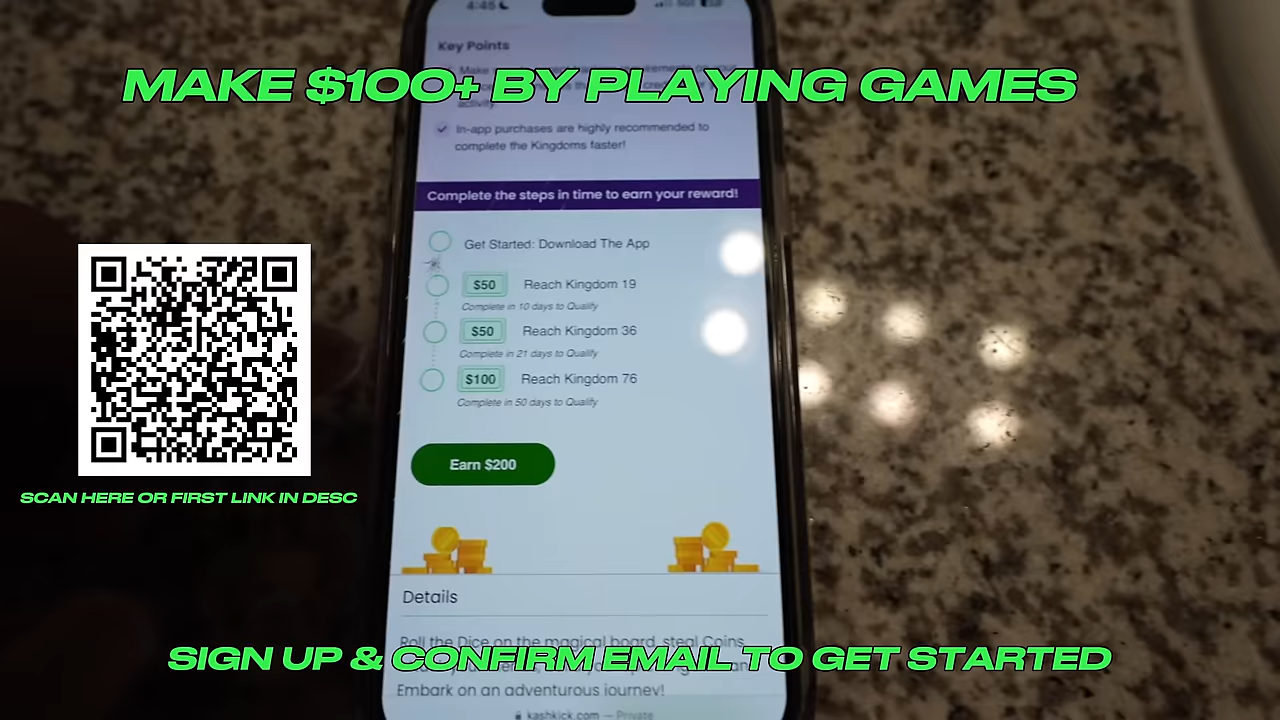 4:45
Key Points
MAKE $100+ BY PLAYING GAMES
activity
In-app purchases are highly recommended to
complete the Kingdoms faster!
Complete the steps in time to earn your reward!
Get Started: Download The App
$50 Reach Kingdom 19
Complete in 10 days to Qualify
$50 Reach Kingdom 36
Complete in 21 days to Qualify
$100 Reach Kingdom 76
Complete in 50 days to Qualify
Earn $200
SCAN HERE OR FIRST LINK IN DESC
Details
Roll the Dice on the magical board, steal Coins
SIGN UP & CONFIRM EMAIL TO GET STARTED
Embark on an adventurous journey!
kashkick.com — Private